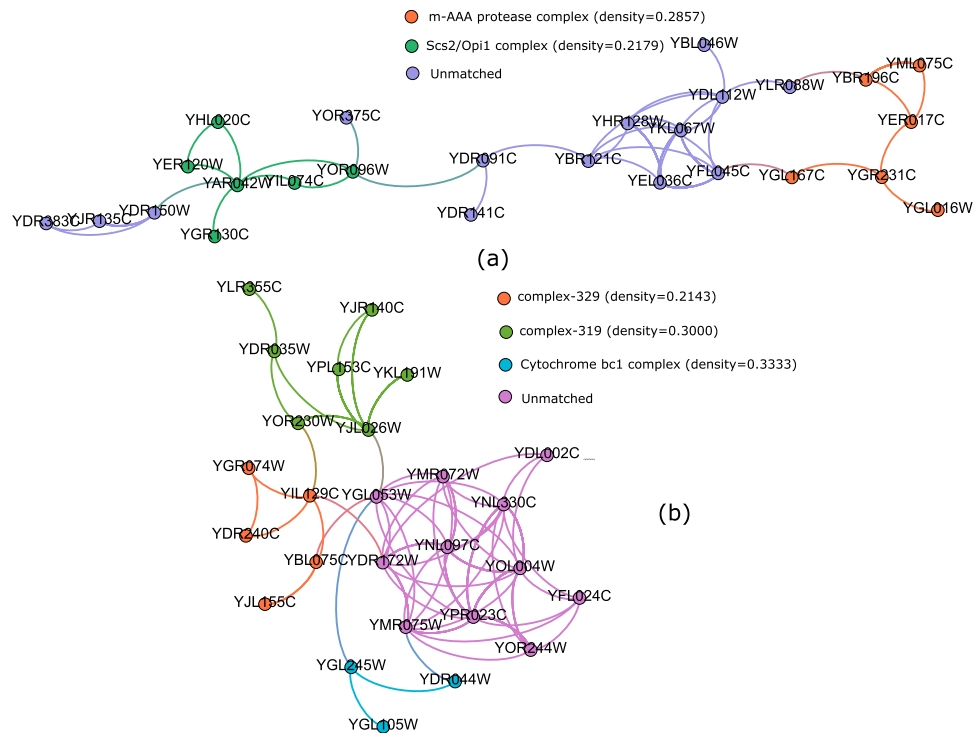 m-AAA protease complex (density=0.2857)
Scs2/Opi1 complex (density=0.2179)
Unmatched
YBL046W
YML075C
YBR196C
YLR088W
YDL112W
YOR375C
YHL020C
YHR128W
YKL067W
YER017C
YER120W
YDR091C
YBR121C
YAR042W
YIL074C
YOR096W
YEL036C
YFL045C
YGL167C
YGR231C
YDR383C
YJR135C
YDR150W
YDR141C
YGL016W
YGR130C
(a)
YLR355C
complex-329 (density=0.2143)
YJR140C
complex-319 (density=0.3000)
YDR035W
YPL153C
YKL191W
Cytochrome bc1 complex (density=0.3333)
Unmatched
YOR230W
YJL026W
YDL002C
YGR074W
YMR072W
YIL129C
YGL053W
YNL330C
(b)
YDR240C
YNL097C
YBL075C
YDR172W
YOL004W
YJL155C
YFL024C
YPR023C
YMR075W
YOR244W
YGL245W
YDR044W
YGL105W